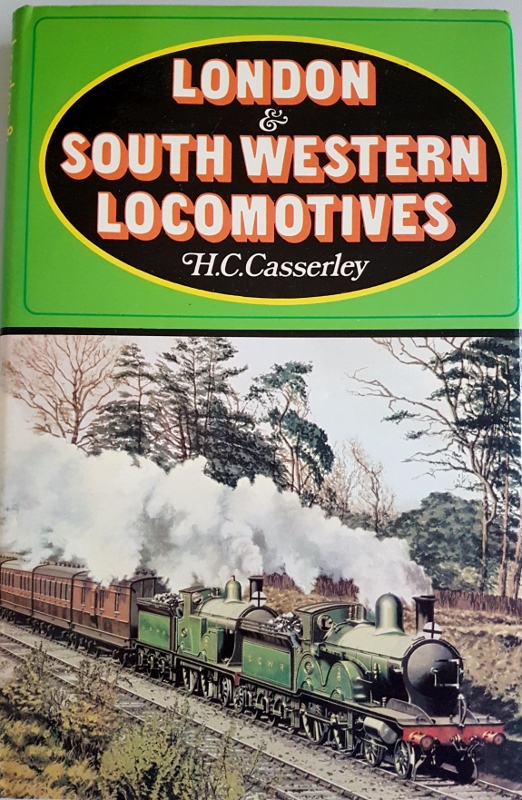 LONDON
&
SOUTH WESTERN
LOCOMOTIVES
H.C.Casserley